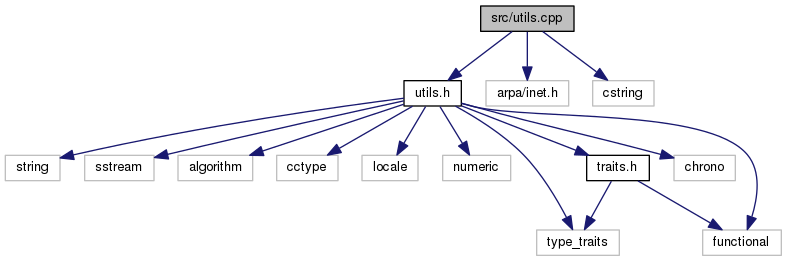 src/utils.cpp
utils.h
arpa/inet.h
cstring
string
sstream
algorithm
cctype
locale
numeric
traits.h
chrono
type_traits
functional